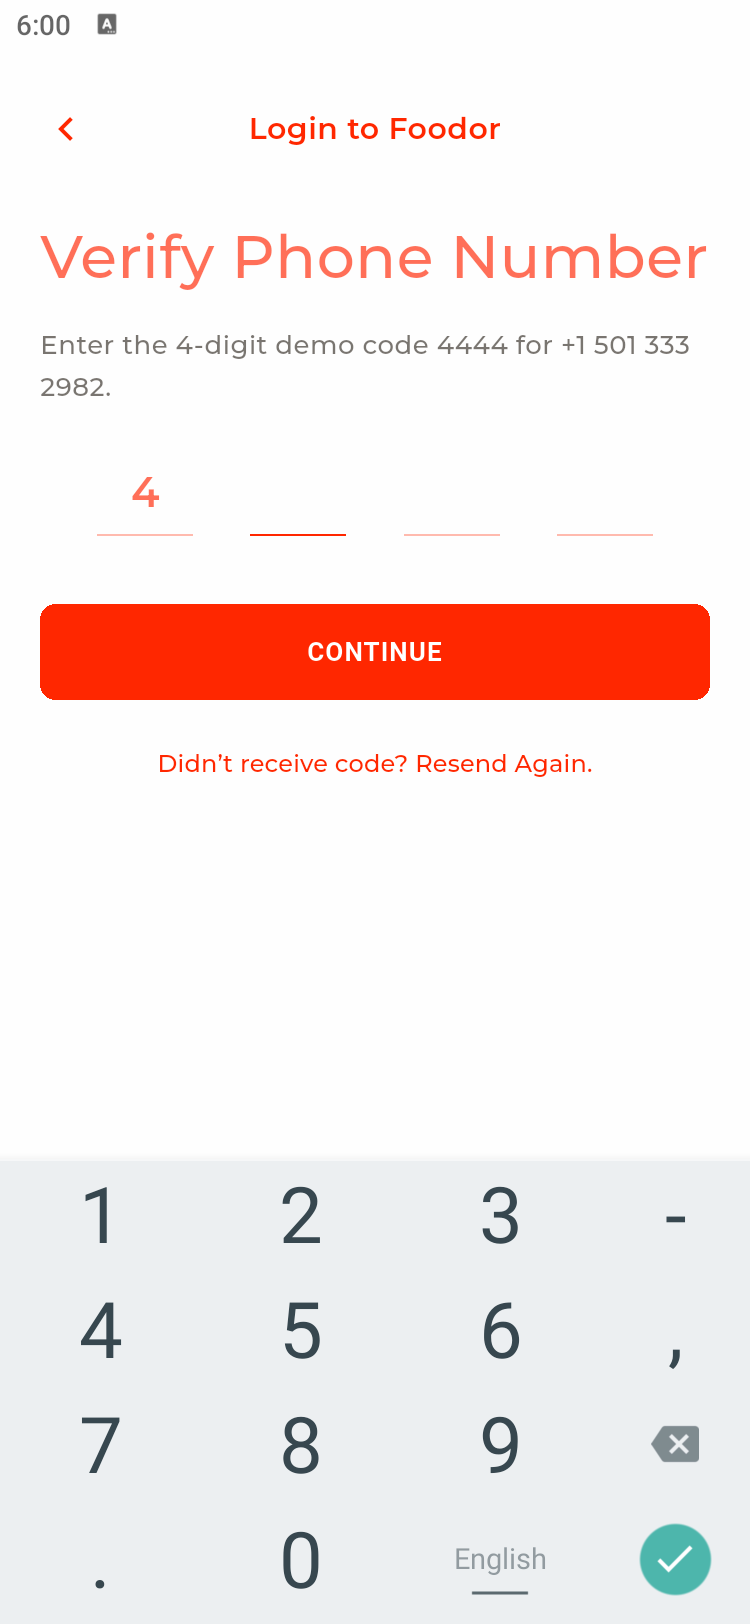 6:00
Login to Foodor
Verify Phone Number
Enter the 4-digit demo code 4444 for +1 501 333
2982.
4
CONTINUE
Didn’t receive code? Resend Again.
1 2 3 -
4 5 6 ,
7 8 9
. 0 English